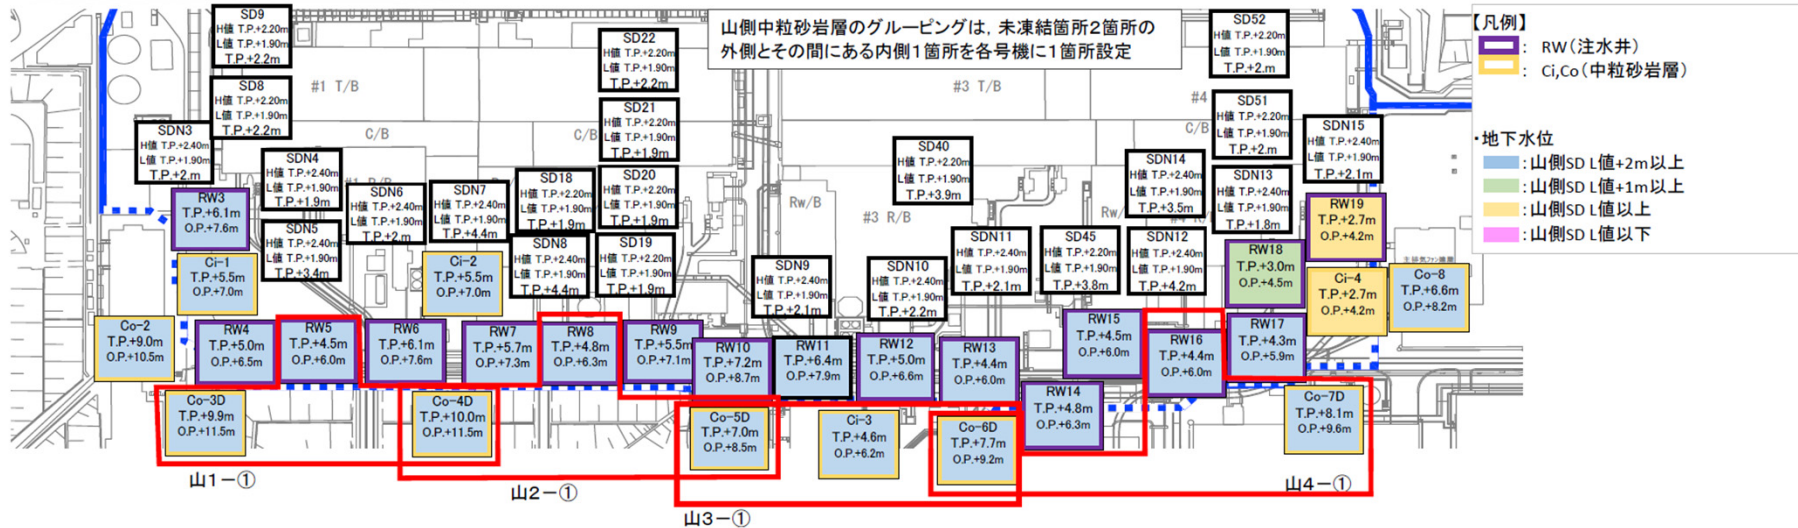 山側中粒砂岩層のグルーピングは，未凍結箇所2箇所の
外側とその間にある内側1箇所を各号機に1箇所設定
【凡例】
： RW（注水井）
： Ci,Co（中粒砂岩層）
・地下水位
：山側SD L値+2m以上
：山側SD L値+1m以上
：山側SD L値以上
：山側SD L値以下
SD9
H値 T.P.+2.20m
L値 T.P.+1.90m
T.P.+2.2m
SD8
H値 T.P.+2.20m
L値 T.P.+1.90m
T.P.+2.2m
SDN3
H値 T.P.+2.40m
L値 T.P.+1.90m
T.P.+2m
SDN4
H値 T.P.+2.40m
L値 T.P.+1.90m
T.P.+1.9m
SDN5
H値 T.P.+2.40m
L値 T.P.+1.90m
T.P.+3.4m
SDN6
H値 T.P.+2.40m
L値 T.P.+1.90m
T.P.+2m
SDN7
H値 T.P.+2.40m
L値 T.P.+1.90m
T.P.+4.4m
SD18
H値 T.P.+2.20m
L値 T.P.+1.90m
T.P.+1.9m
SDN8
H値 T.P.+2.40m
L値 T.P.+1.90m
T.P.+4.4m
SD22
H値 T.P.+2.20m
L値 T.P.+1.90m
T.P.+2.2m
SD21
H値 T.P.+2.20m
L値 T.P.+1.90m
T.P.+1.9m
SD20
H値 T.P.+2.20m
L値 T.P.+1.90m
T.P.+1.9m
SD19
H値 T.P.+2.20m
L値 T.P.+1.90m
T.P.+1.9m
SDN9
H値 T.P.+2.40m
L値 T.P.+1.90m
T.P.+2.1m
SDN10
H値 T.P.+2.40m
L値 T.P.+1.90m
T.P.+2.2m
SD40
H値 T.P.+2.20m
L値 T.P.+1.90m
T.P.+3.9m
SDN11
H値 T.P.+2.40m
L値 T.P.+1.90m
T.P.+2.1m
SD45
H値 T.P.+2.20m
L値 T.P.+1.90m
T.P.+3.8m
SDN14
H値 T.P.+2.40m
L値 T.P.+1.90m
T.P.+3.5m
SDN12
H値 T.P.+2.40m
L値 T.P.+1.90m
T.P.+4.2m
SD52
H値 T.P.+2.20m
L値 T.P.+1.90m
T.P.+2.m
SD51
H値 T.P.+2.20m
L値 T.P.+1.90m
T.P.+2.m
SDN13
H値 T.P.+2.40m
L値 T.P.+1.90m
T.P.+1.8m
SDN15
H値 T.P.+2.40m
L値 T.P.+1.90m
T.P.+2.1m
#1 T/B
C/B
C/B
#3 T/B
Rw/B
#3 R/B
Rw/
#4
C/B
RW3
T.P.+6.1m
O.P.+7.6m
Ci-1
T.P.+5.5m
O.P.+7.0m
Ci-2
T.P.+5.5m
O.P.+7.0m
Co-2
T.P.+9.0m
O.P.+10.5m
RW4
T.P.+5.0m
O.P.+6.5m
RW5
T.P.+4.5m
O.P.+6.0m
RW6
T.P.+6.1m
O.P.+7.6m
RW7
T.P.+5.7m
O.P.+7.3m
RW8
T.P.+4.8m
O.P.+6.3m
RW9
T.P.+5.5m
O.P.+7.1m
RW10
T.P.+7.2m
O.P.+8.7m
RW11
T.P.+6.4m
O.P.+7.9m
RW12
T.P.+5.0m
O.P.+6.6m
RW13
T.P.+4.4m
O.P.+6.0m
RW14
T.P.+4.8m
O.P.+6.3m
RW15
T.P.+4.5m
O.P.+6.0m
RW16
T.P.+4.4m
O.P.+6.0m
RW17
T.P.+4.3m
O.P.+5.9m
RW18
T.P.+3.0m
O.P.+4.5m
RW19
T.P.+2.7m
O.P.+4.2m
Ci-4
T.P.+2.7m
O.P.+4.2m
主排気ファン建屋
Co-8
T.P.+6.6m
O.P.+8.2m
Co-3D
T.P.+9.9m
O.P.+11.5m
Co-4D
T.P.+10.0m
O.P.+11.5m
Co-5D
T.P.+7.0m
O.P.+8.5m
Ci-3
T.P.+4.6m
O.P.+6.2m
Co-6D
T.P.+7.7m
O.P.+9.2m
Co-7D
T.P.+8.1m
O.P.+9.6m
山1－①
山2－①
山3－①
山4－①